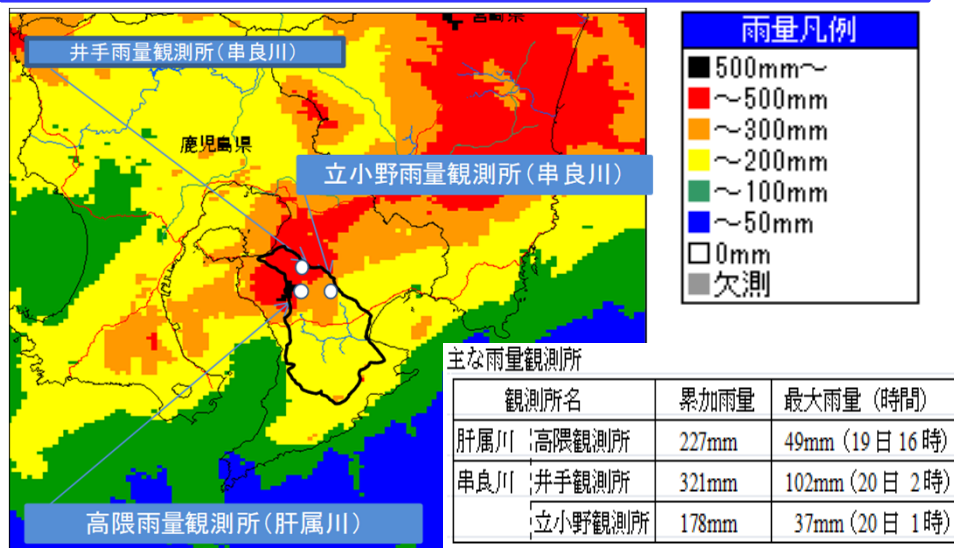 宮崎県
井手雨量観測所(串良川)
鹿児島県
立小野雨量観測所(串良川)
高隈雨量観測所(肝属川)
雨量凡例
500mm～
～500mm
～300mm
～200mm
～100mm
～50mm
0mm
欠測
主な雨量観測所
観測所名 累加雨量 最大雨量 (時間)
肝属川 高隈観測所 227mm 49mm (19日16時)
串良川 井手観測所 321mm 102mm (20日 2時)
立小野観測所 178mm 37mm (20日 1時)